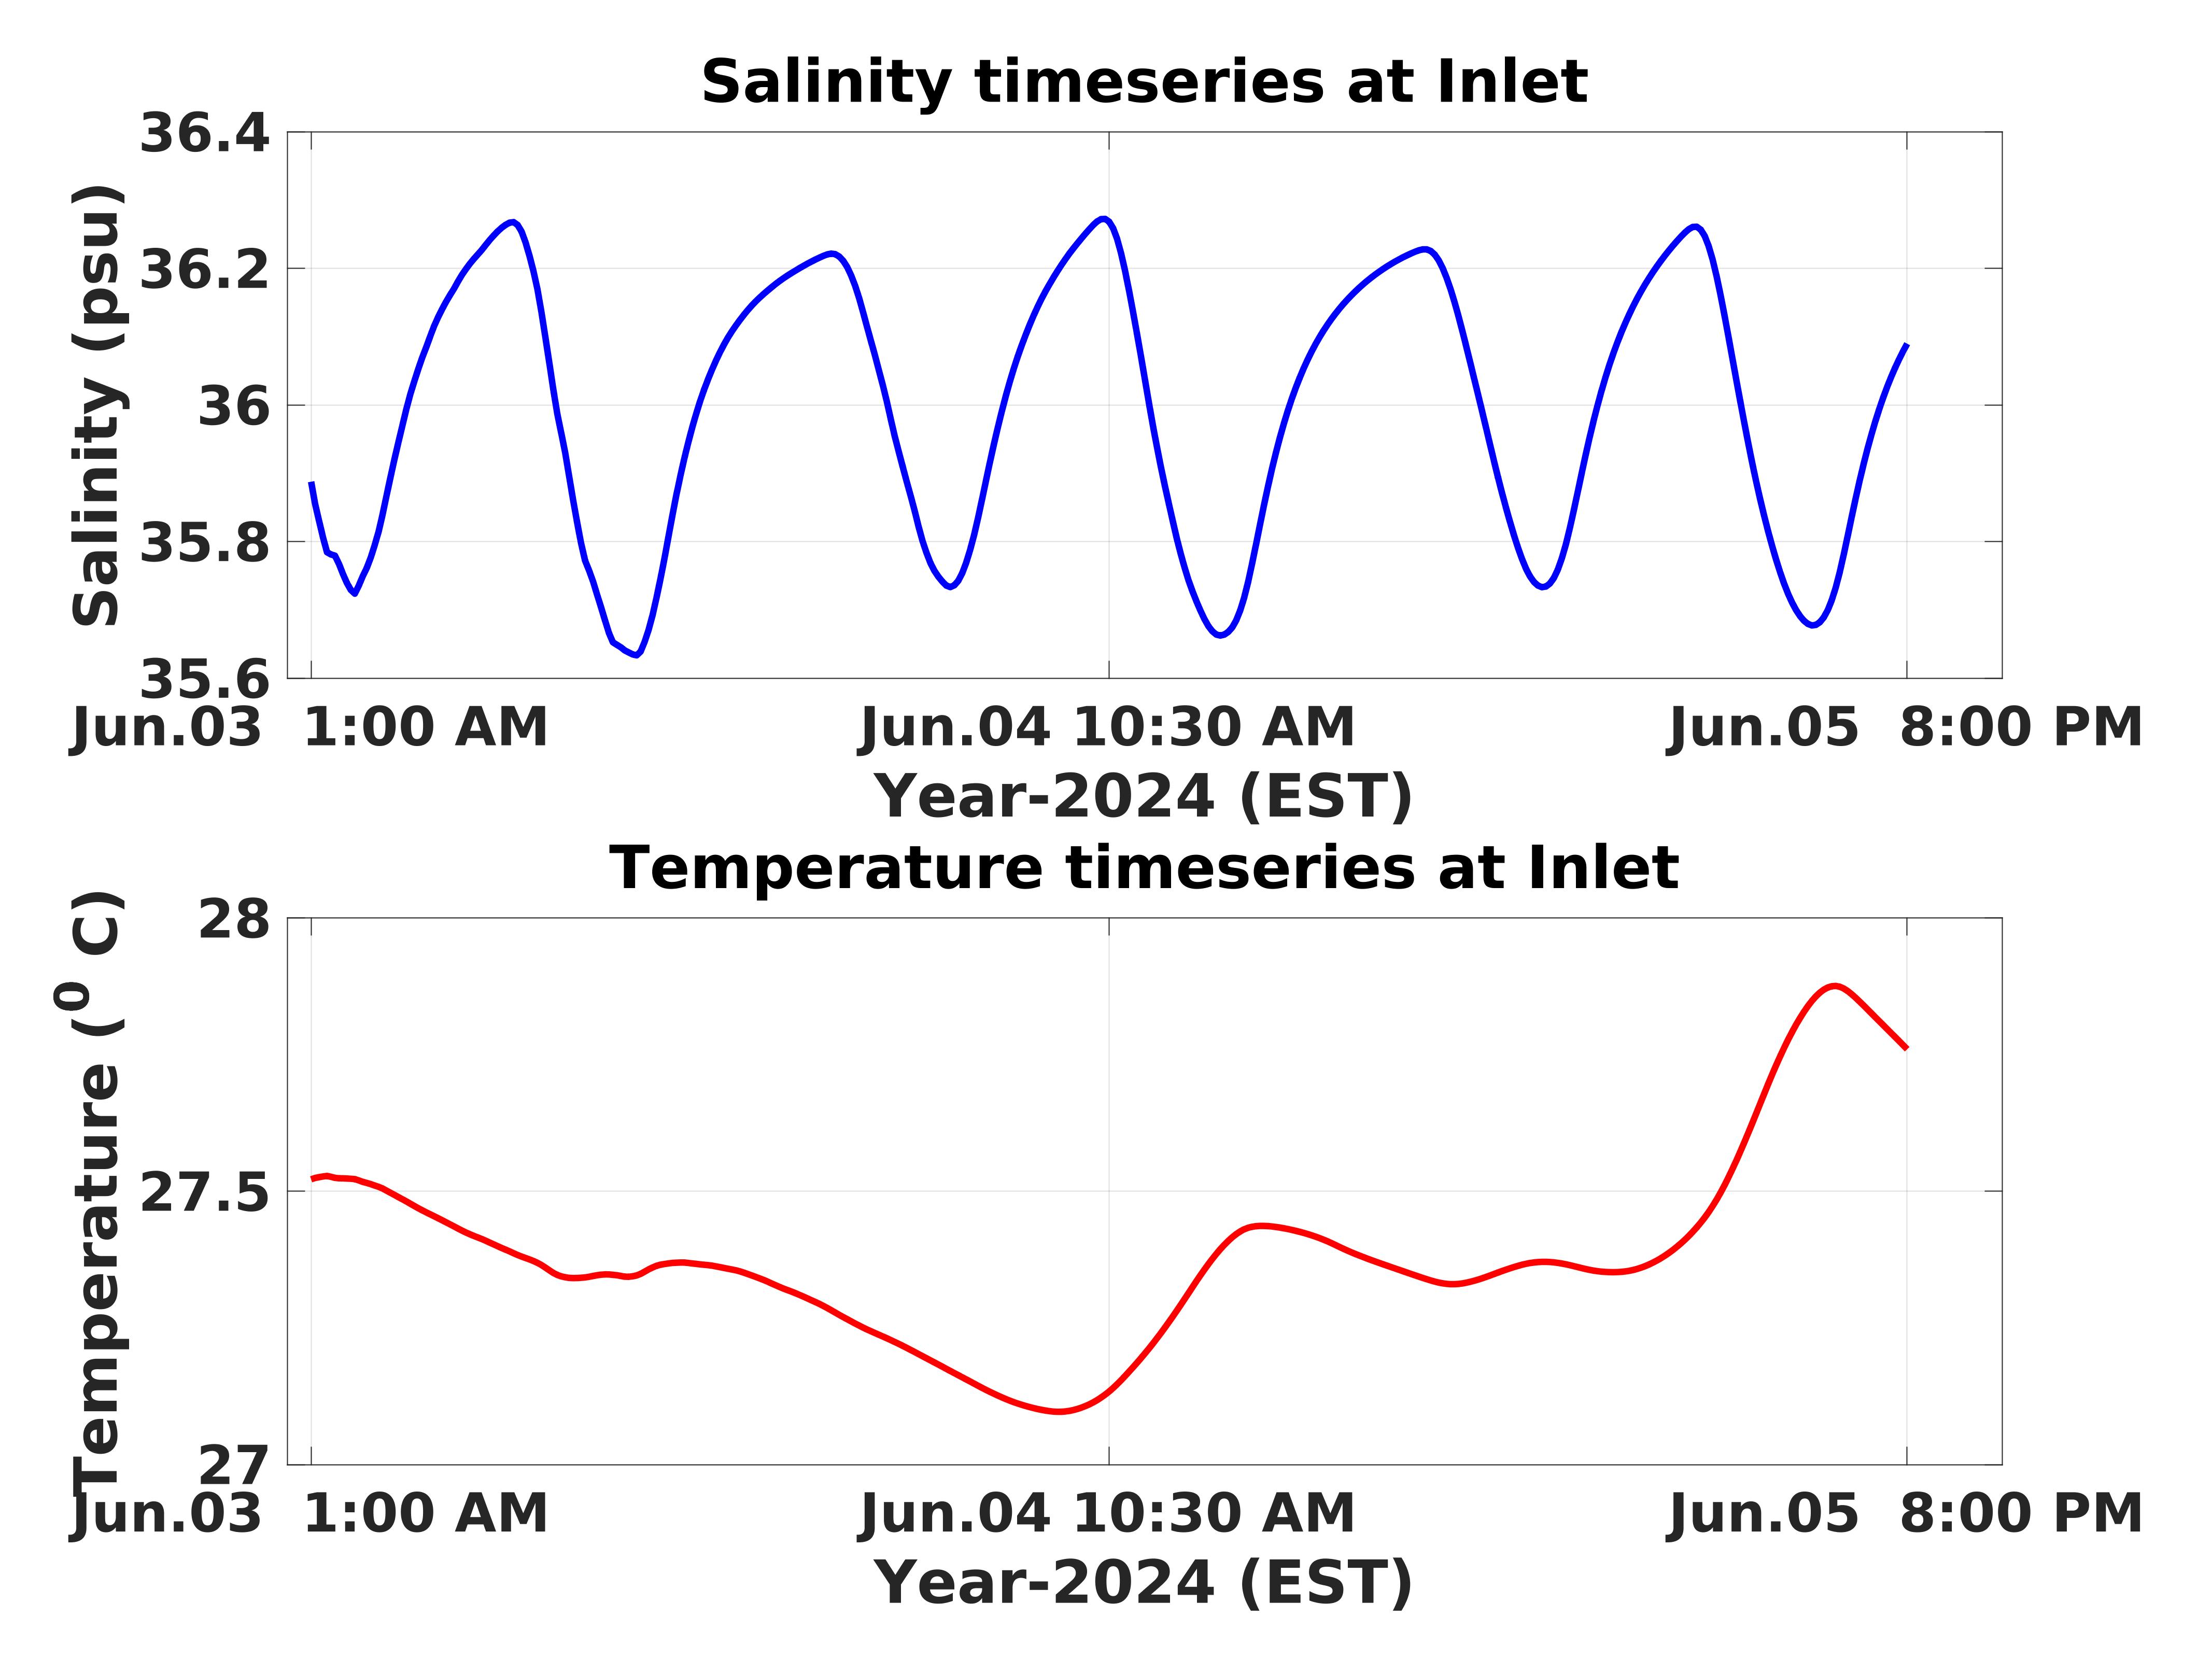 Salinity timeseries at Inlet
Salinity (psu)
36.4
36.2
36
35.8
35.6
Jun.03 1:00 AM
Jun.04 10:30 AM
Jun.05 8:00 PM
Year-2024 (EST)
Temperature timeseries at Inlet
Temperature (⁰ C)
28
27.5
27
Jun.03 1:00 AM
Jun.04 10:30 AM
Jun.05 8:00 PM
Year-2024 (EST)